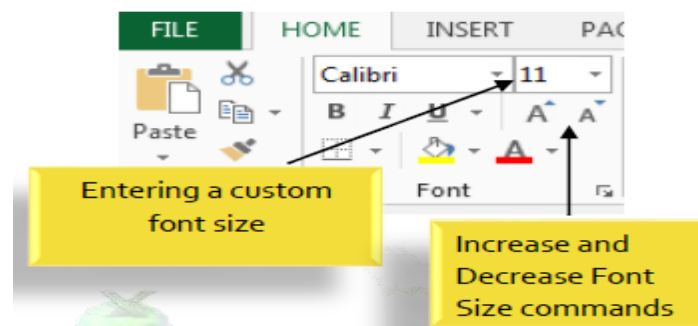 FILE HOME INSERT PAG
Calibri 11
B I U A A
Paste A
Font
Entering a custom
font size
Increase and
Decrease Font
Size commands